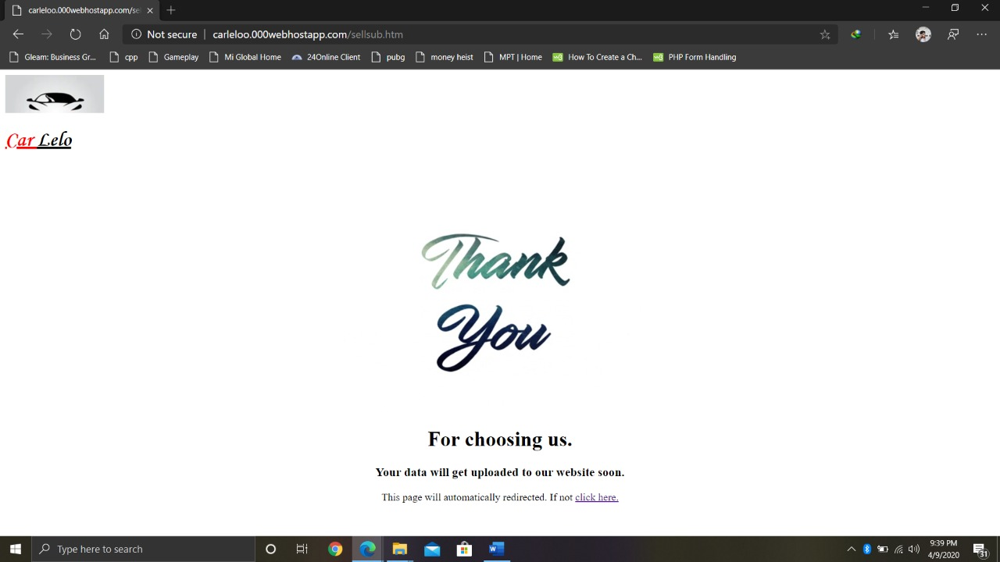 carleloo.000webhostapp.com/se
Not secure | carleloo.000webhostapp.com/sellsub.htm
Gleam: Business Gr... cpp Gameplay Mi Global Home 24Online Client pubg money heist MPT | Home How To Create a Ch... PHP Form Handling
Car Lelo
Thank
You
For choosing us.
Your data will get uploaded to our website soon.
This page will automatically redirected. If not click here.
Type here to search
9:39 PM
4/9/2020
31